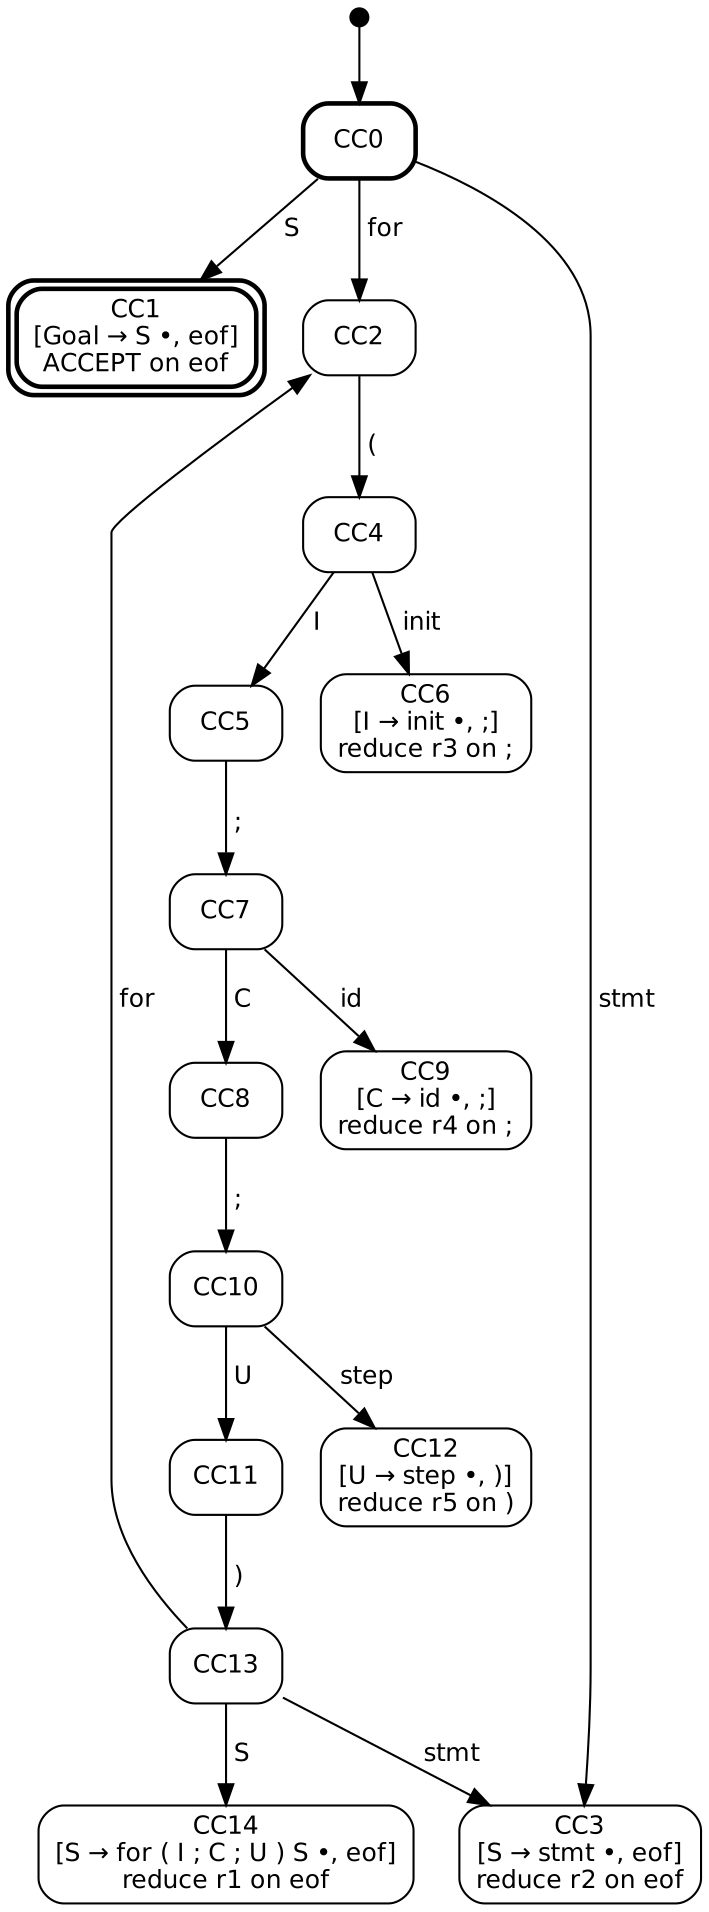 CC0
S
for
CC1
[Goal → S •, eof]
ACCEPT on eof
CC2
(
CC4
I
init
CC5
CC6
[I → init •, ;]
reduce r3 on ;
;
CC7
for
C
id
stmt
CC8
CC9
[C → id •, ;]
reduce r4 on ;
;
CC10
U
step
CC11
CC12
[U → step •, )]
reduce r5 on )
)
CC13
S
stmt
CC14
[S → for ( I ; C ; U ) S •, eof]
reduce r1 on eof
CC3
[S → stmt •, eof]
reduce r2 on eof